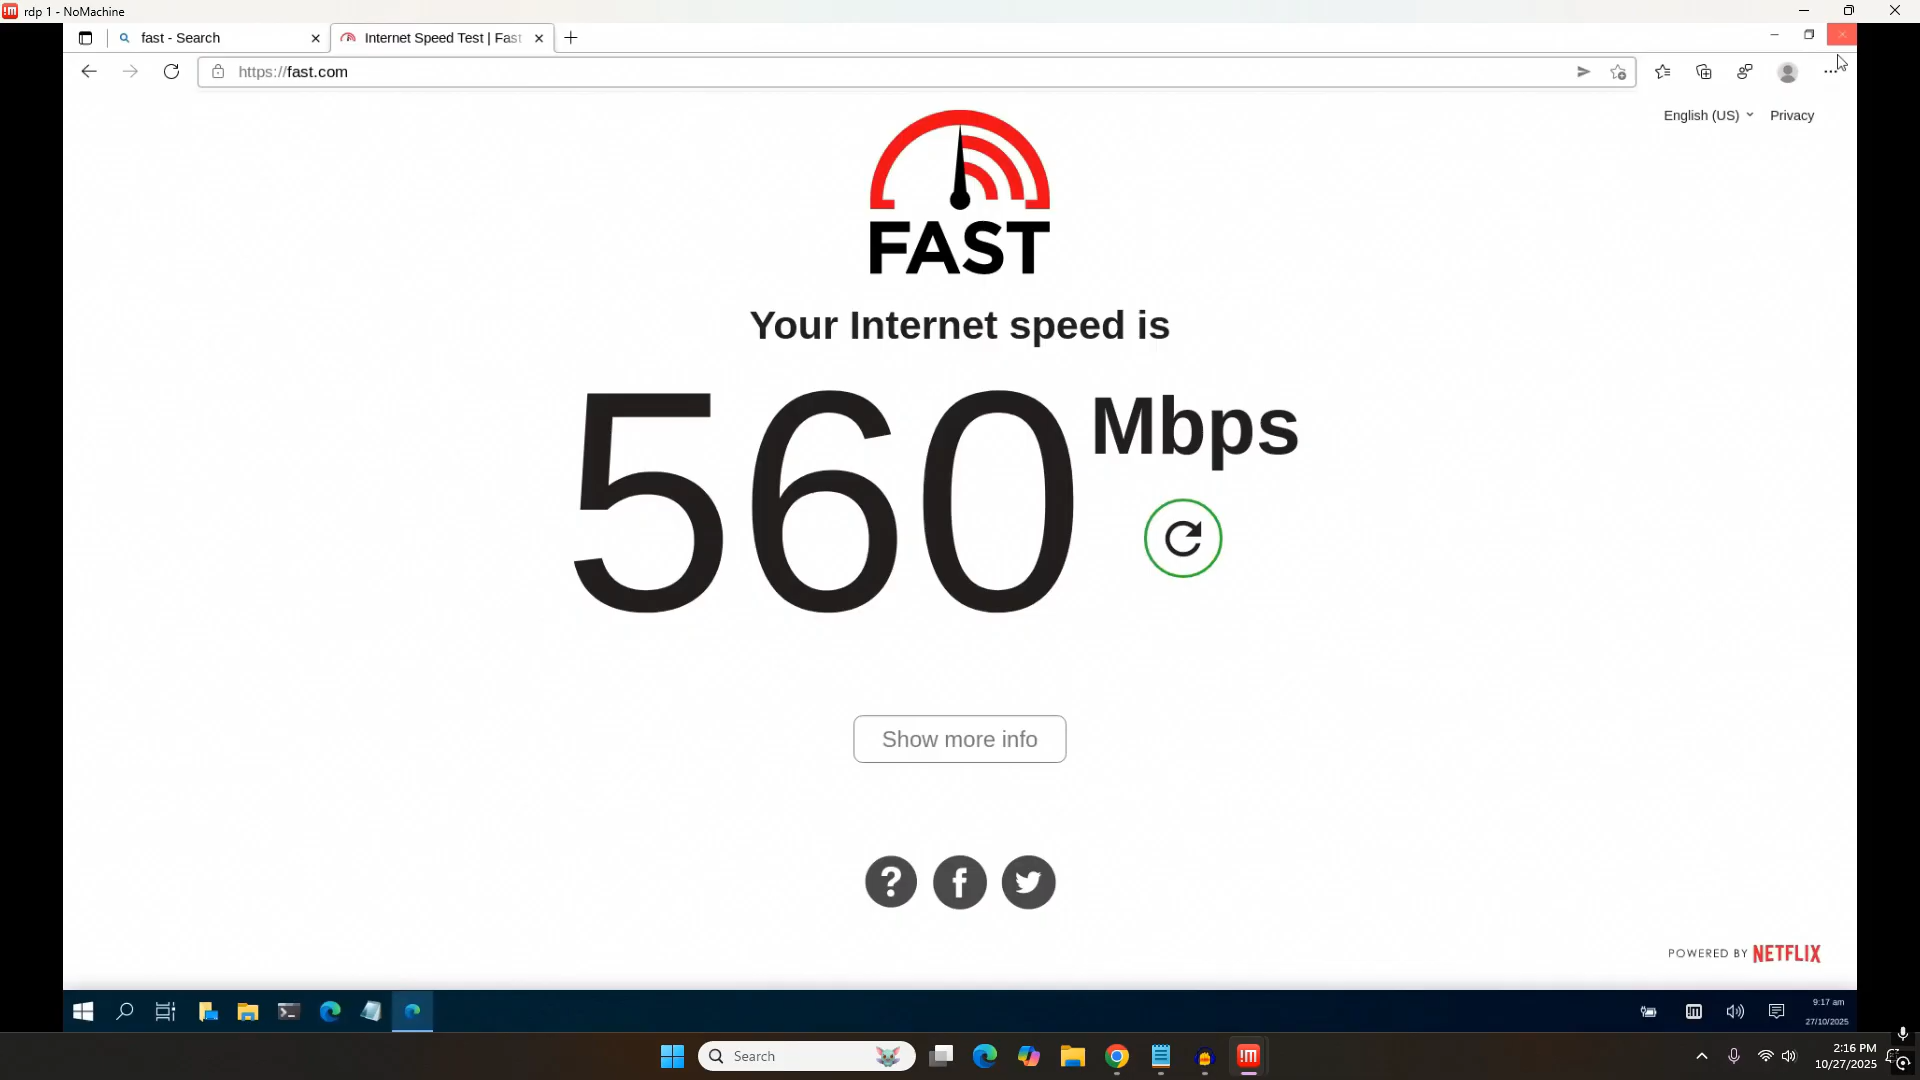 rdp 1 - NoMachine
fast - Search
Internet Speed Test | Fast
https://fast.com
English (US)
Privacy
FAST
Your Internet speed is
560 Mbps
Show more info
POWERED BY NETFLIX
9:17 am
27/10/2025
Search
2:16 PM
10/27/2025